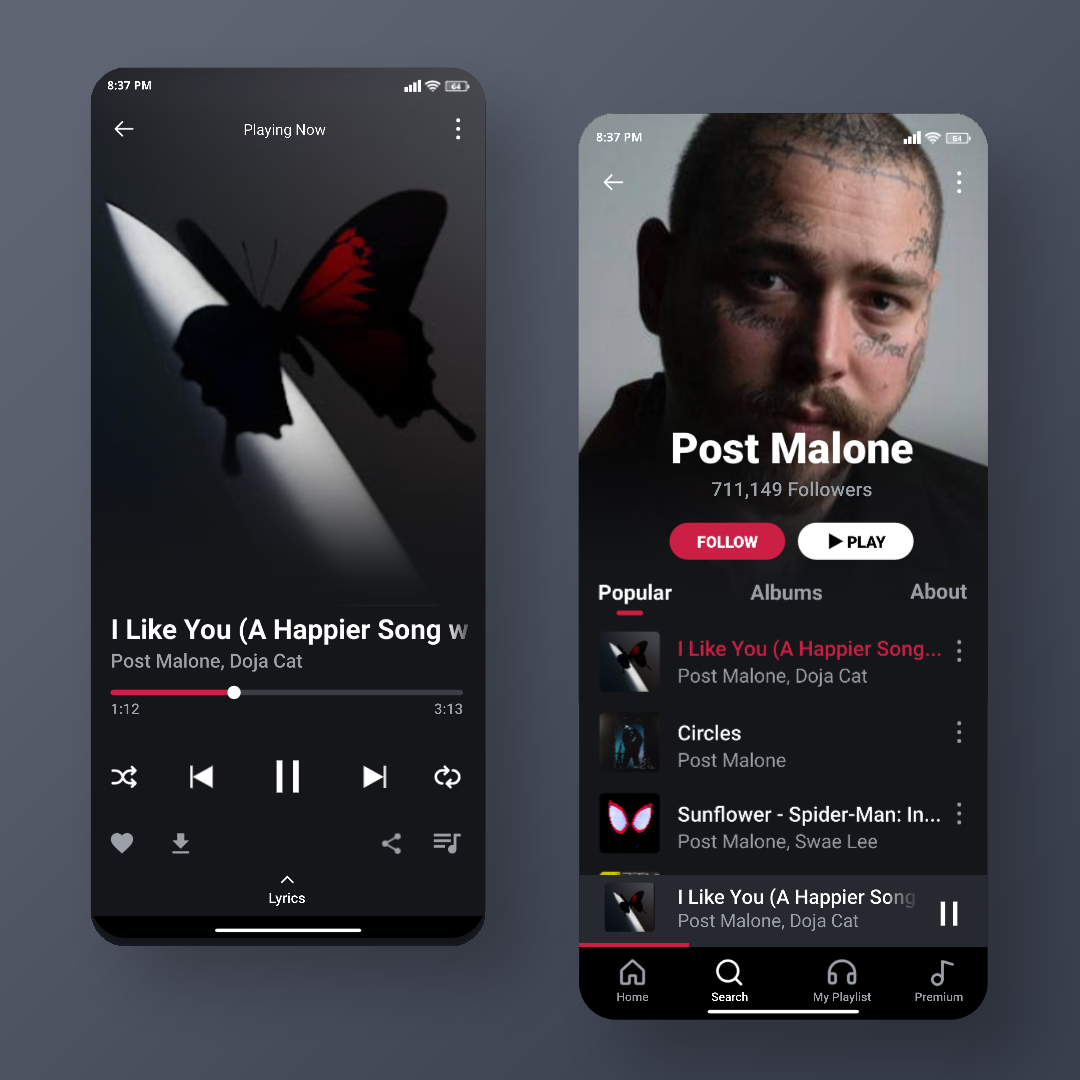 8:37 PM
64
Playing Now
I Like You (A Happier Song w
Post Malone, Doja Cat
1:12
3:13
Lyrics
8:37 PM
64
Post Malone
711,149 Followers
FOLLOW
PLAY
Popular
Albums
About
I Like You (A Happier Song...
Post Malone, Doja Cat
Circles
Post Malone
Sunflower - Spider-Man: In...
Post Malone, Swae Lee
I Like You (A Happier Song
Post Malone, Doja Cat
Home
Search
My Playlist
Premium